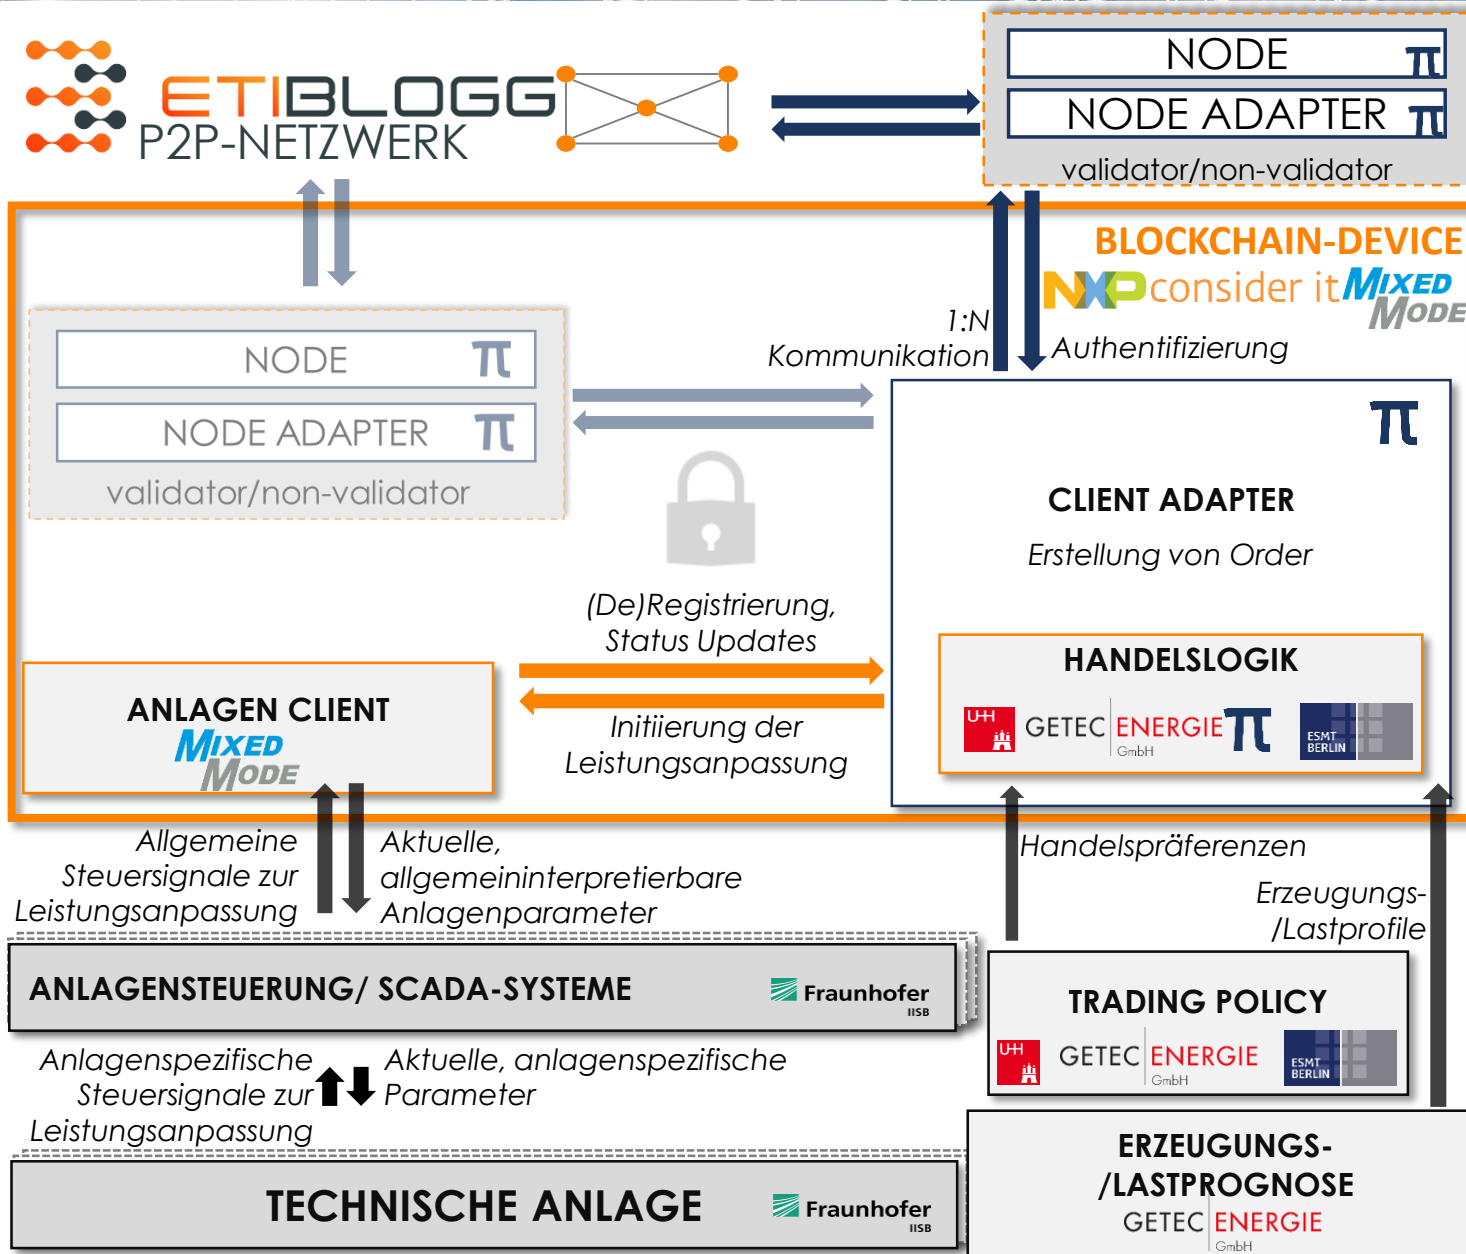 ETIBLOGG
P2P-NETZWERK
NODE π
NODE ADAPTER π
validator/non-validator
BLOCKCHAIN-DEVICE
NXP consider it MIXED MODE
1:N
Kommunikation
Authentifizierung
NODE π
NODE ADAPTER π
validator/non-validator
π
CLIENT ADAPTER
Erstellung von Order
(De)Registrierung,
Status Updates
Initiierung der
Leistungsanpassung
HANDELSLOGIK
UHH GETEC ENERGIE GmbH π ESMT BERLIN
ANLAGEN CLIENT
MIXED MODE
Allgemeine
Steuersignale zur
Leistungsanpassung
Aktuelle,
allgemeininterpretierbare
Anlagenparameter
Handelspräferenzen
Erzeugungs-
/Lastprofile
ANLAGENSTEUERUNG/ SCADA-SYSTEME
Fraunhofer
IISB
TRADING POLICY
UHH GETEC ENERGIE GmbH ESMT BERLIN
Anlagenspezifische
Steuersignale zur
Leistungsanpassung
Aktuelle, anlagenspezifische
Parameter
TECHNISCHE ANLAGE
Fraunhofer
IISB
ERZEUGUNGS-
/LASTPROGNOSE
GETEC ENERGIE
GmbH